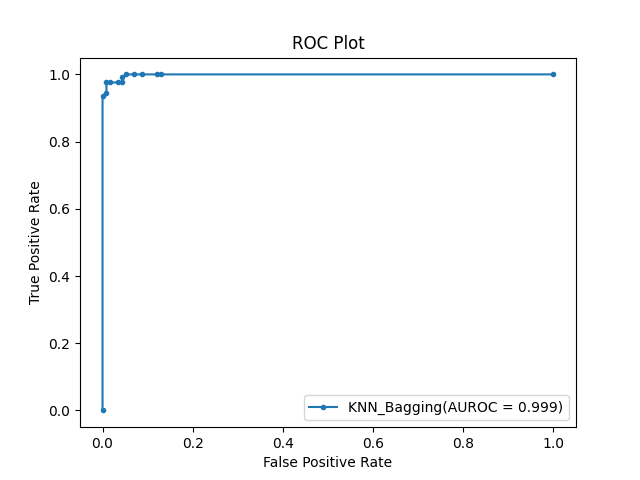 ROC Plot
1.0
0.8
0.6
0.4
0.2
0.0
True Positive Rate
KNN_Bagging(AUROC = 0.999)
0.0 0.2 0.4 0.6 0.8 1.0
False Positive Rate